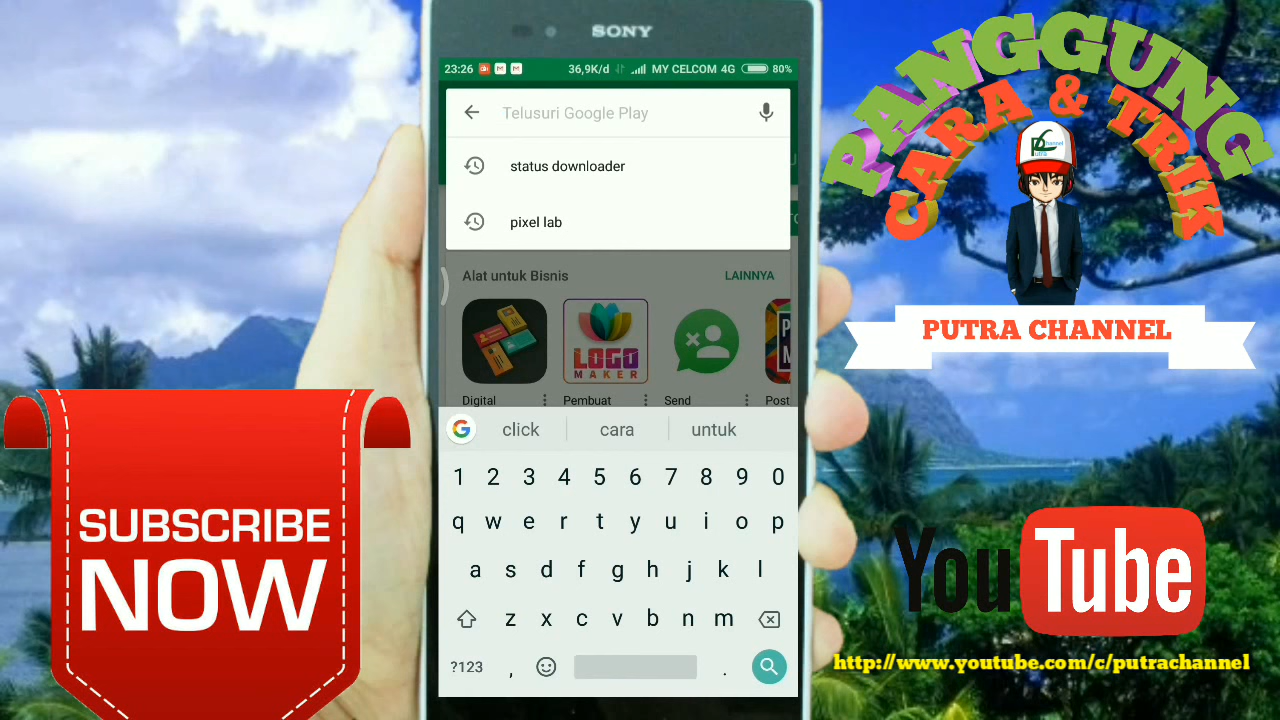 SONY
23:26
36,9K/d
MY CELCOM 4G
80%
Telusuri Google Play
status downloader
pixel lab
Alat untuk Bisnis
LAINNYA
LOGO
MAKER
Digital
Pembuat
Send
Post
click
cara
untuk
1 2 3 4 5 6 7 8 9 0
q w e r t y u i o p
a s d f g h j k l
z x c v b n m
?123 , .
PANGGUNG
CARA & TRIK
PUTRA CHANNEL
SUBSCRIBE
NOW
YouTube
http://www.youtube.com/c/putrachannel